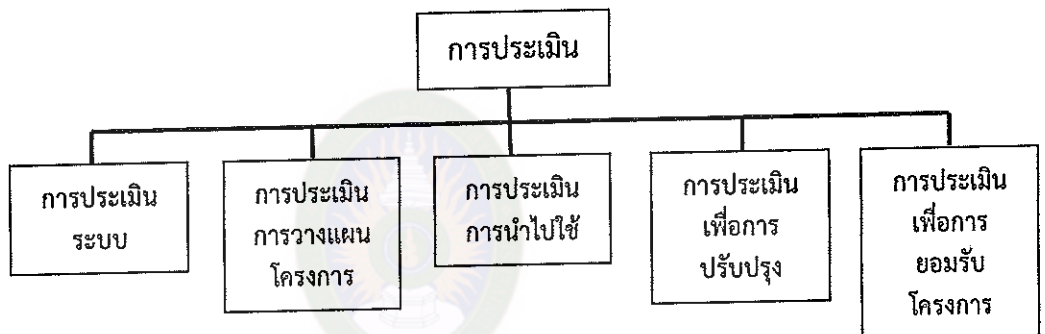 การประเมิน
การประเมิน
ระบบ
การประเมิน
การวางแผน
โครงการ
การประเมิน
การนำไปใช้
การประเมิน
เพื่อการ
ปรับปรุง
การประเมิน
เพื่อการ
ยอมรับ
โครงการ